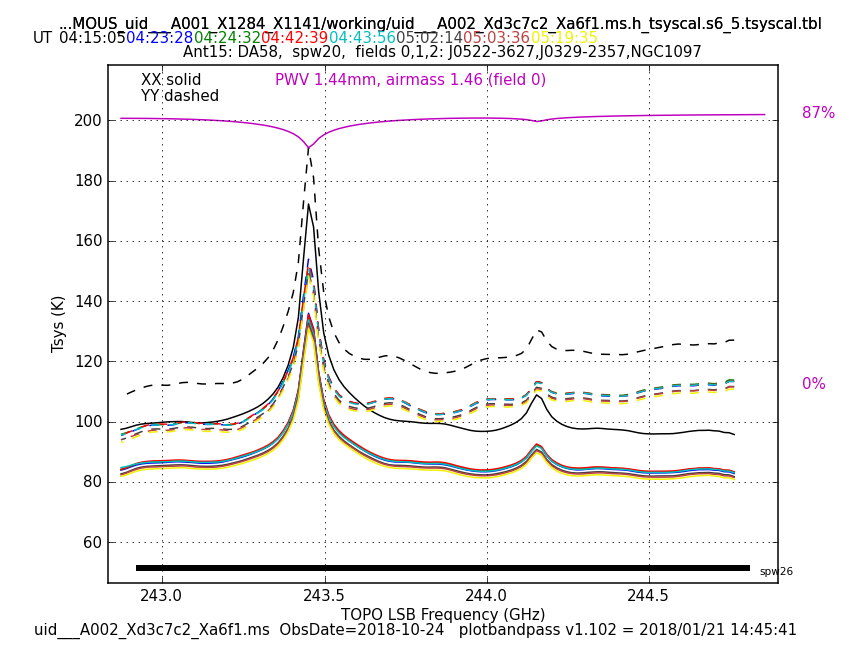 ...MOUS_uid___A001_X1284_X1141/working/uid___A002_Xd3c7c2_Xa6f1.ms.h_tsyscal.s6_5.tsyscal.tbl
UT 04:15:05 04:23:28 04:24:32 04:42:39 04:43:56 05:02:14 05:03:36 05:19:35
Ant15: DA58, spw20, fields 0,1,2: J0522-3627,J0329-2357,NGC1097
XX solid
PWV 1.44mm, airmass 1.46 (field 0)
YY dashed
87%
200
180
160
140
120
100
80
60
Tsys (K)
0%
spw26
243.0 243.5 244.0 244.5
TOPO LSB Frequency (GHz)
uid___A002_Xd3c7c2_Xa6f1.ms ObsDate=2018-10-24 plotbandpass v1.102 = 2018/01/21 14:45:41